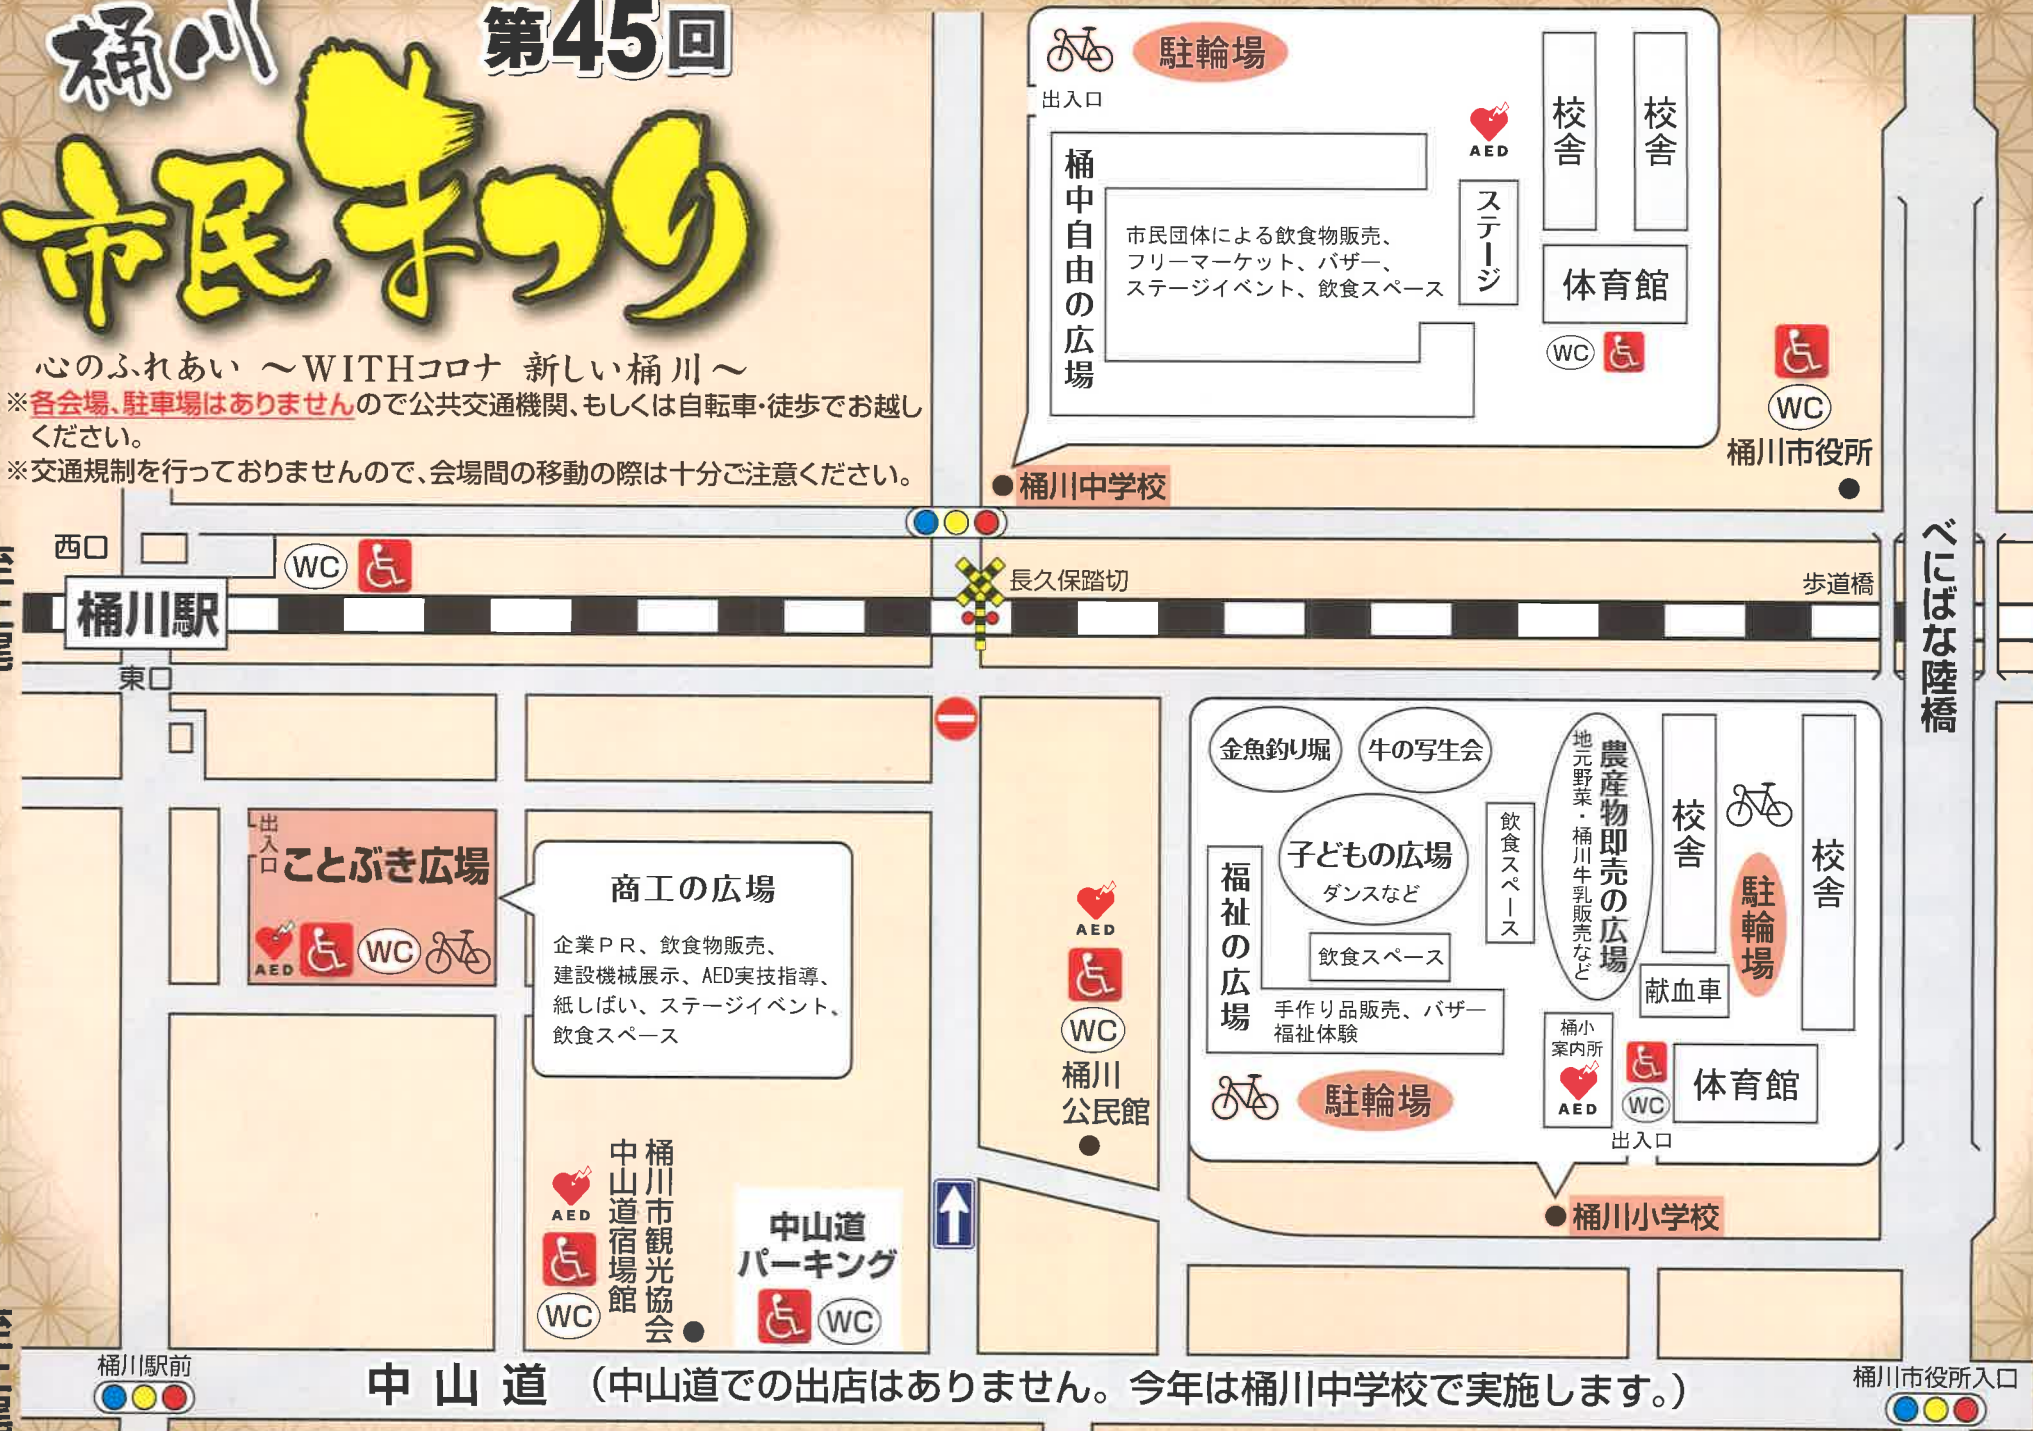 桶川
第45回
市民まつり
心のふれあい ～WITHコロナ 新しい桶川～
※各会場、駐車場はありませんので公共交通機関、もしくは自転車・徒歩でお越し
ください。
※交通規制を行っておりませんので、会場間の移動の際は十分ご注意ください。
駐輪場
出入口
桶中自由の広場
市民団体による飲食物販売、
フリーマーケット、バザー、
ステージイベント、飲食スペース
AED
ステージ
校舎
校舎
体育館
WC
WC
桶川市役所
桶川中学校
西口
WC
桶川駅
東口
長久保踏切
歩道橋
べにばな陸橋
出入口
ことぶき広場
AED
WC
商工の広場
企業PR、飲食物販売、
建設機械展示、AED実技指導、
紙しばい、ステージイベント、
飲食スペース
AED
WC
桶川
公民館
金魚釣り堀
牛の写生会
子どもの広場
ダンスなど
飲食スペース
飲食スペース
農産物即売の広場
地元野菜・桶川牛乳販売など
校舎
駐輪場
校舎
献血車
福祉の広場
手作り品販売、バザー
福祉体験
駐輪場
桶小
案内所
AED
WC
体育館
出入口
桶川小学校
AED
WC
桶川市観光協会
中山道宿場館
中山道
パーキング
WC
桶川駅前
中山道（中山道での出店はありません。今年は桶川中学校で実施します。）
桶川市役所入口